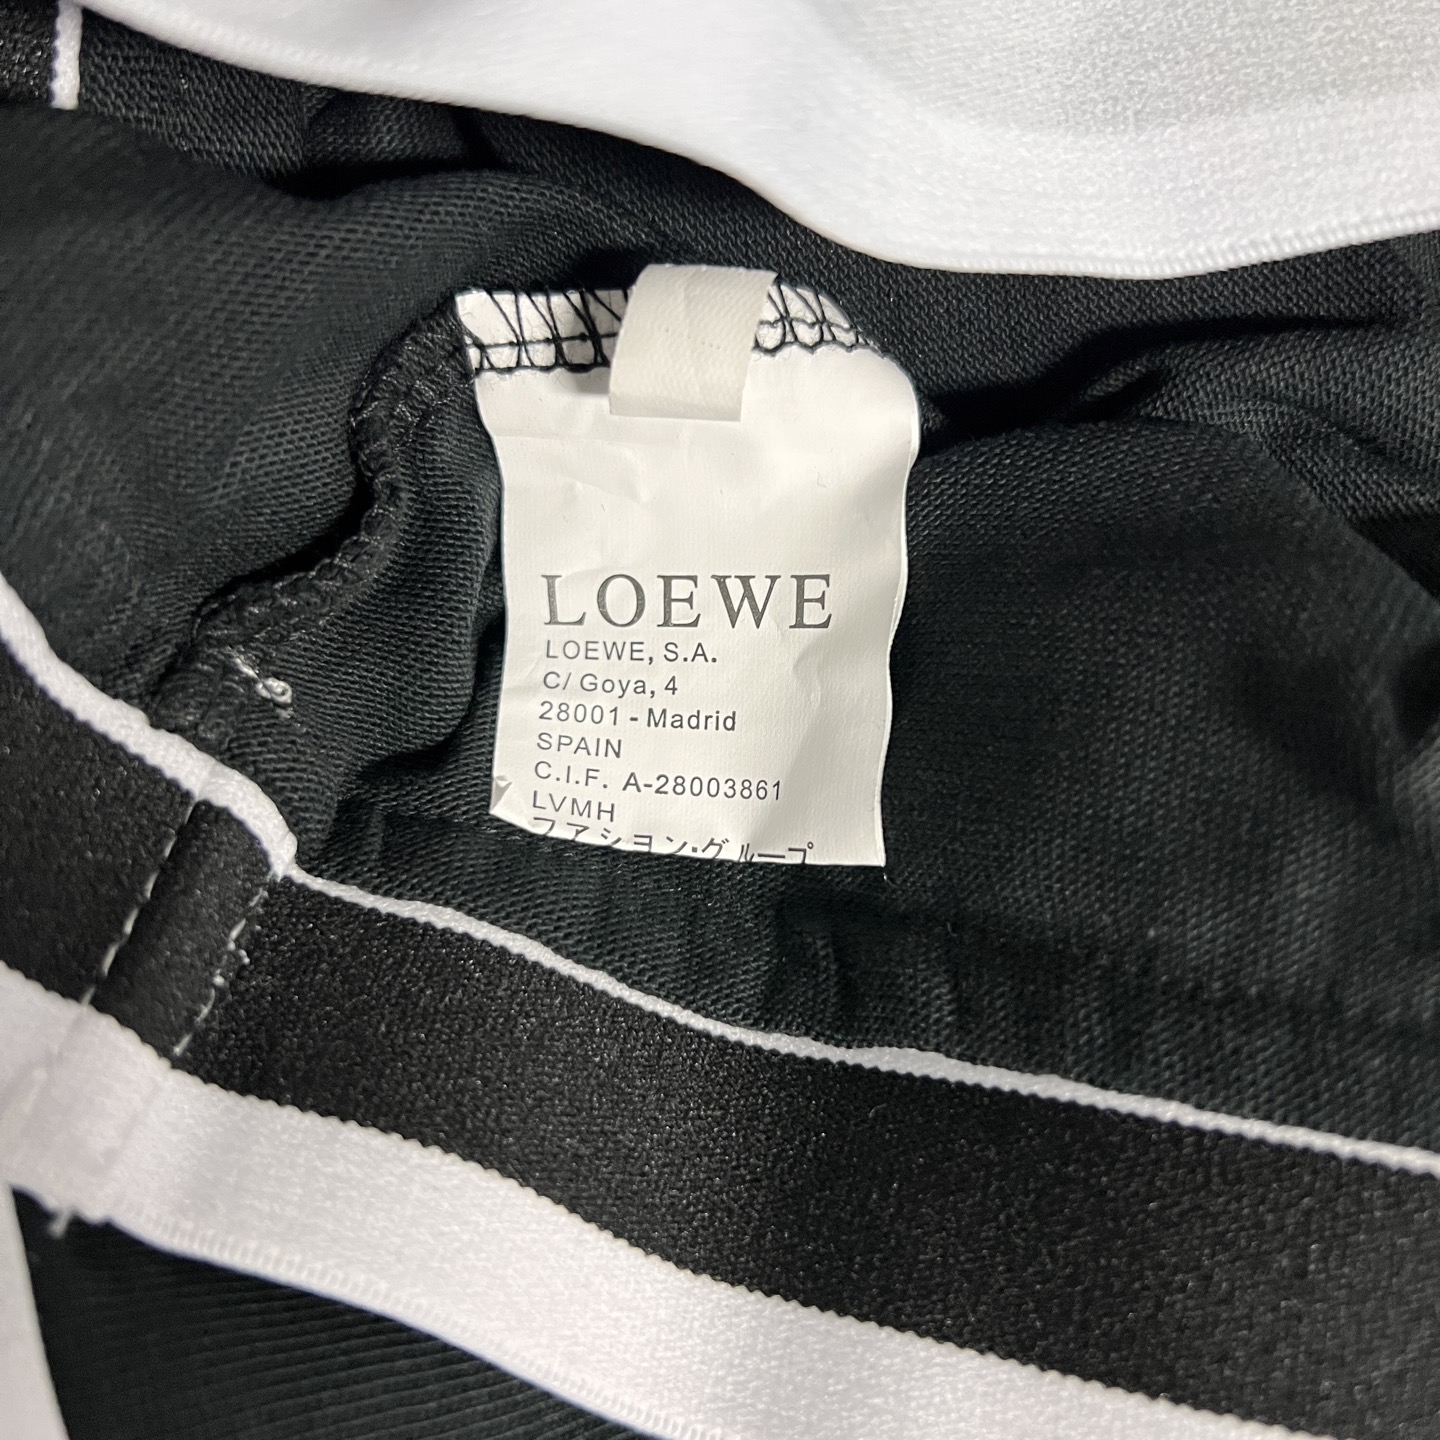 LOEWE
LOEWE, S.A.
C/ Goya, 4
28001 - Madrid
SPAIN
C.I.F. A-28003861
LVMH
ファション・グループ